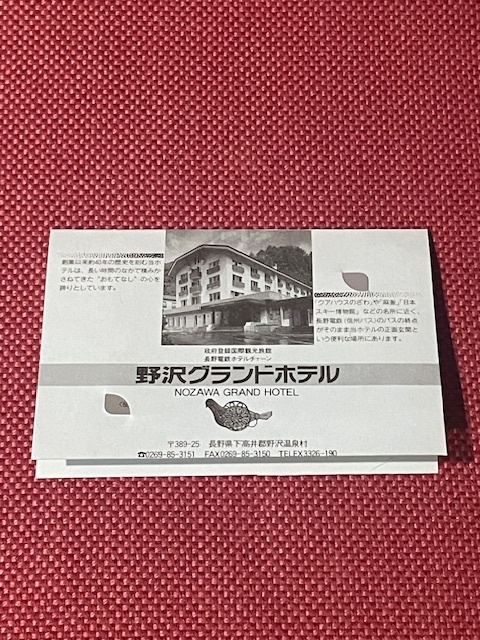 創業以来約40年の歴史を刻む当ホ
テルは、長い時間のなかで積みか
さねてきた“おもてなし”の心を
誇りとしています。
「クアハウスのざわ」や「麻釜」「日本
スキー博物館」などの名所に近く、
長野電鉄(信州バス)のバスの終点
がそのまま当ホテルの正面玄関と
いう便利な場所にあります。
政府登録国際観光旅館
長野電鉄ホテルチェーン
野沢グランドホテル
NOZAWA GRAND HOTEL
〒389-25 長野県下高井郡野沢温泉村
☎0269-85-3151 FAX0269-85-3150 TELEX3326-190